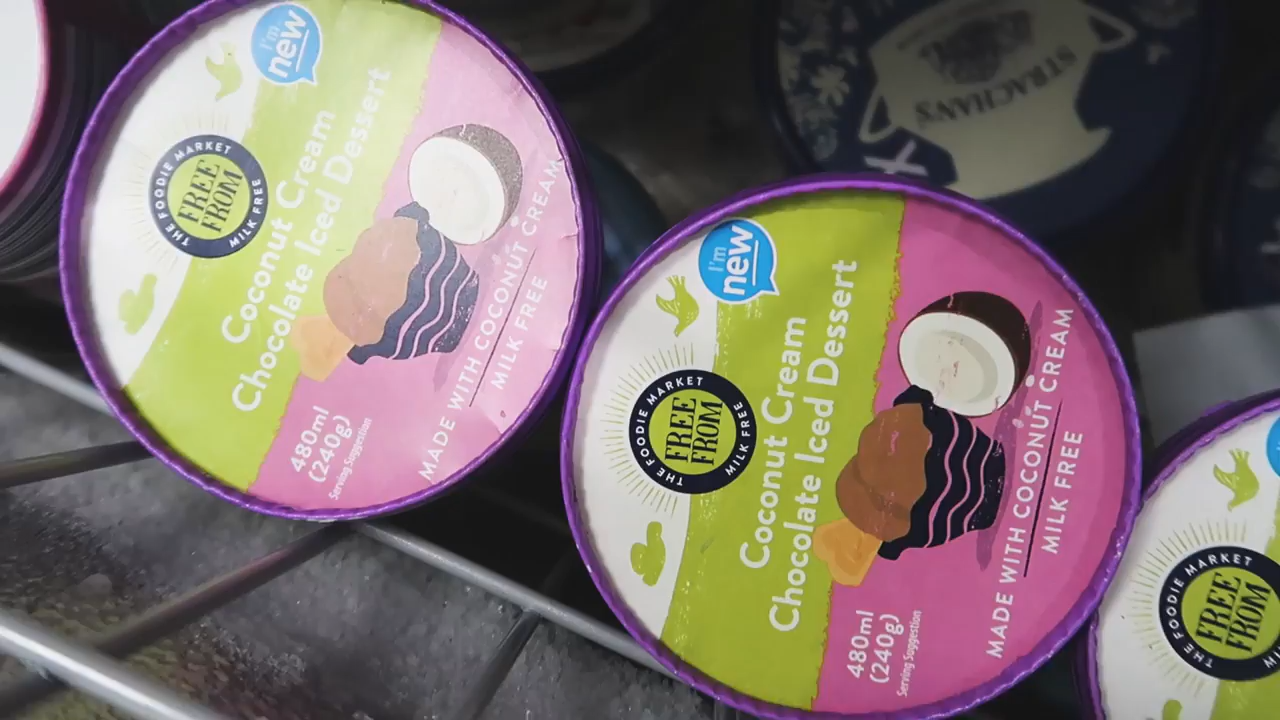 I'm
new
THE FOODIE MARKET
FREE
FROM
MILK FREE
Coconut Cream
Chocolate Iced Dessert
MADE WITH COCONUT CREAM
MILK FREE
480ml
(240g)
Serving Suggestion
I'm
new
THE FOODIE MARKET
FREE
FROM
MILK FREE
Coconut Cream
Chocolate Iced Dessert
MADE WITH COCONUT CREAM
MILK FREE
480ml
(240g)
Serving Suggestion
STRACHANS
THE FOODIE MARKET
FREE
FROM